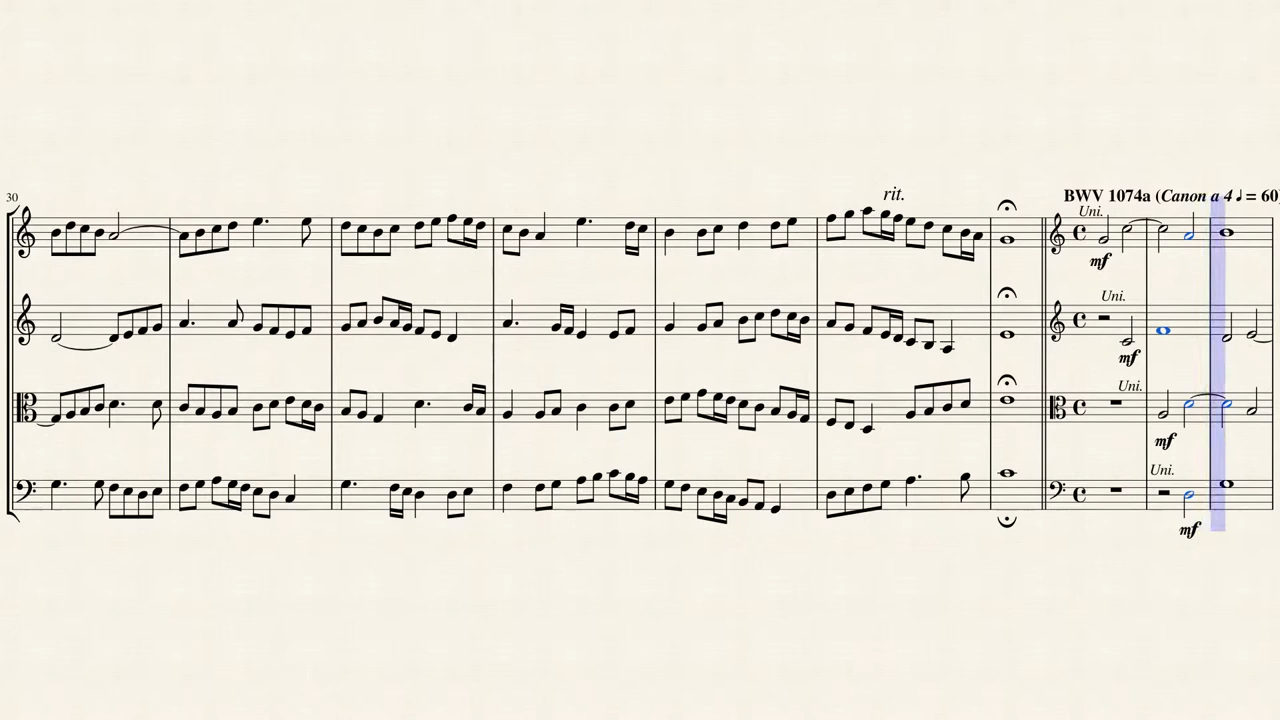 30
rit.
BWV 1074a (Canon a 4 ♩ = 60)
Uni.
mf
Uni.
mf
Uni.
mf
Uni.
mf